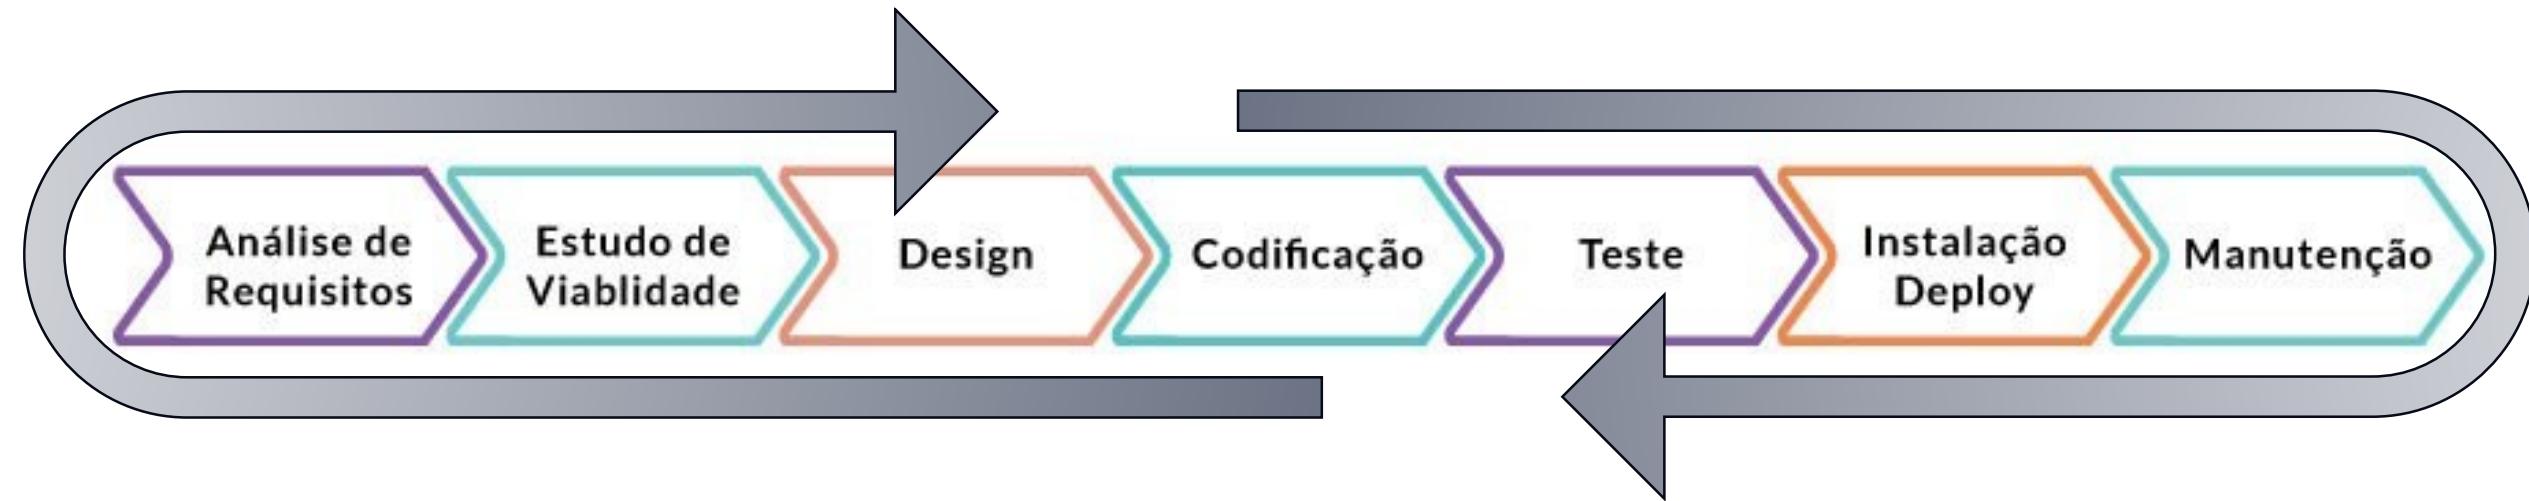 Análise de
Requisitos
Estudo de
Viablidade
Design
Codificação
Teste
Instalação
Deploy
Manutenção